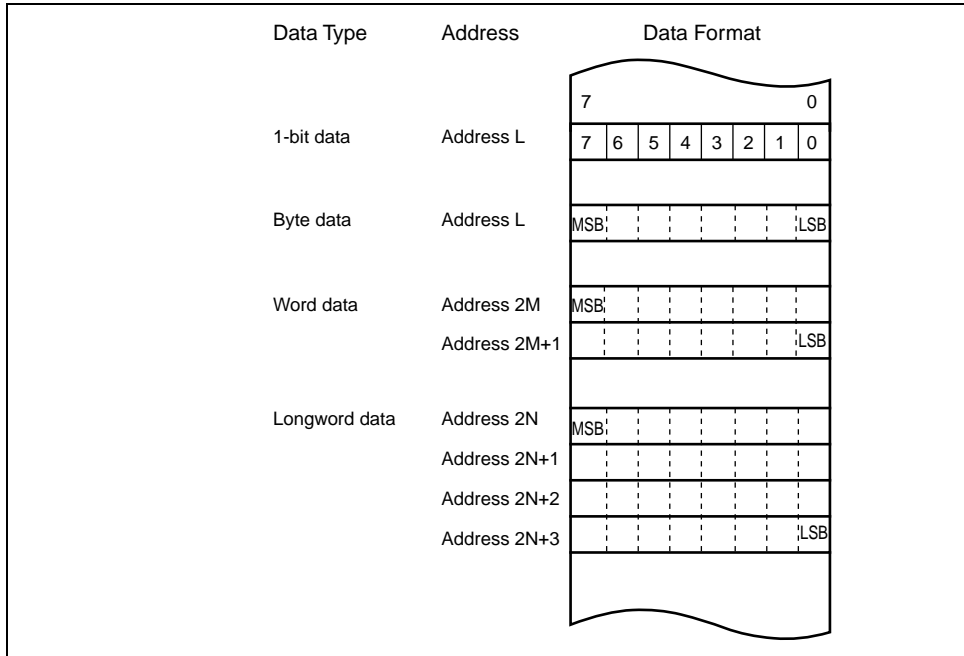 Data Type Address Data Format
7 0
1-bit data Address L 7 6 5 4 3 2 1 0
Byte data Address L MSB LSB
Word data Address 2M MSB
Address 2M+1 LSB
Longword data Address 2N MSB
Address 2N+1
Address 2N+2
Address 2N+3 LSB